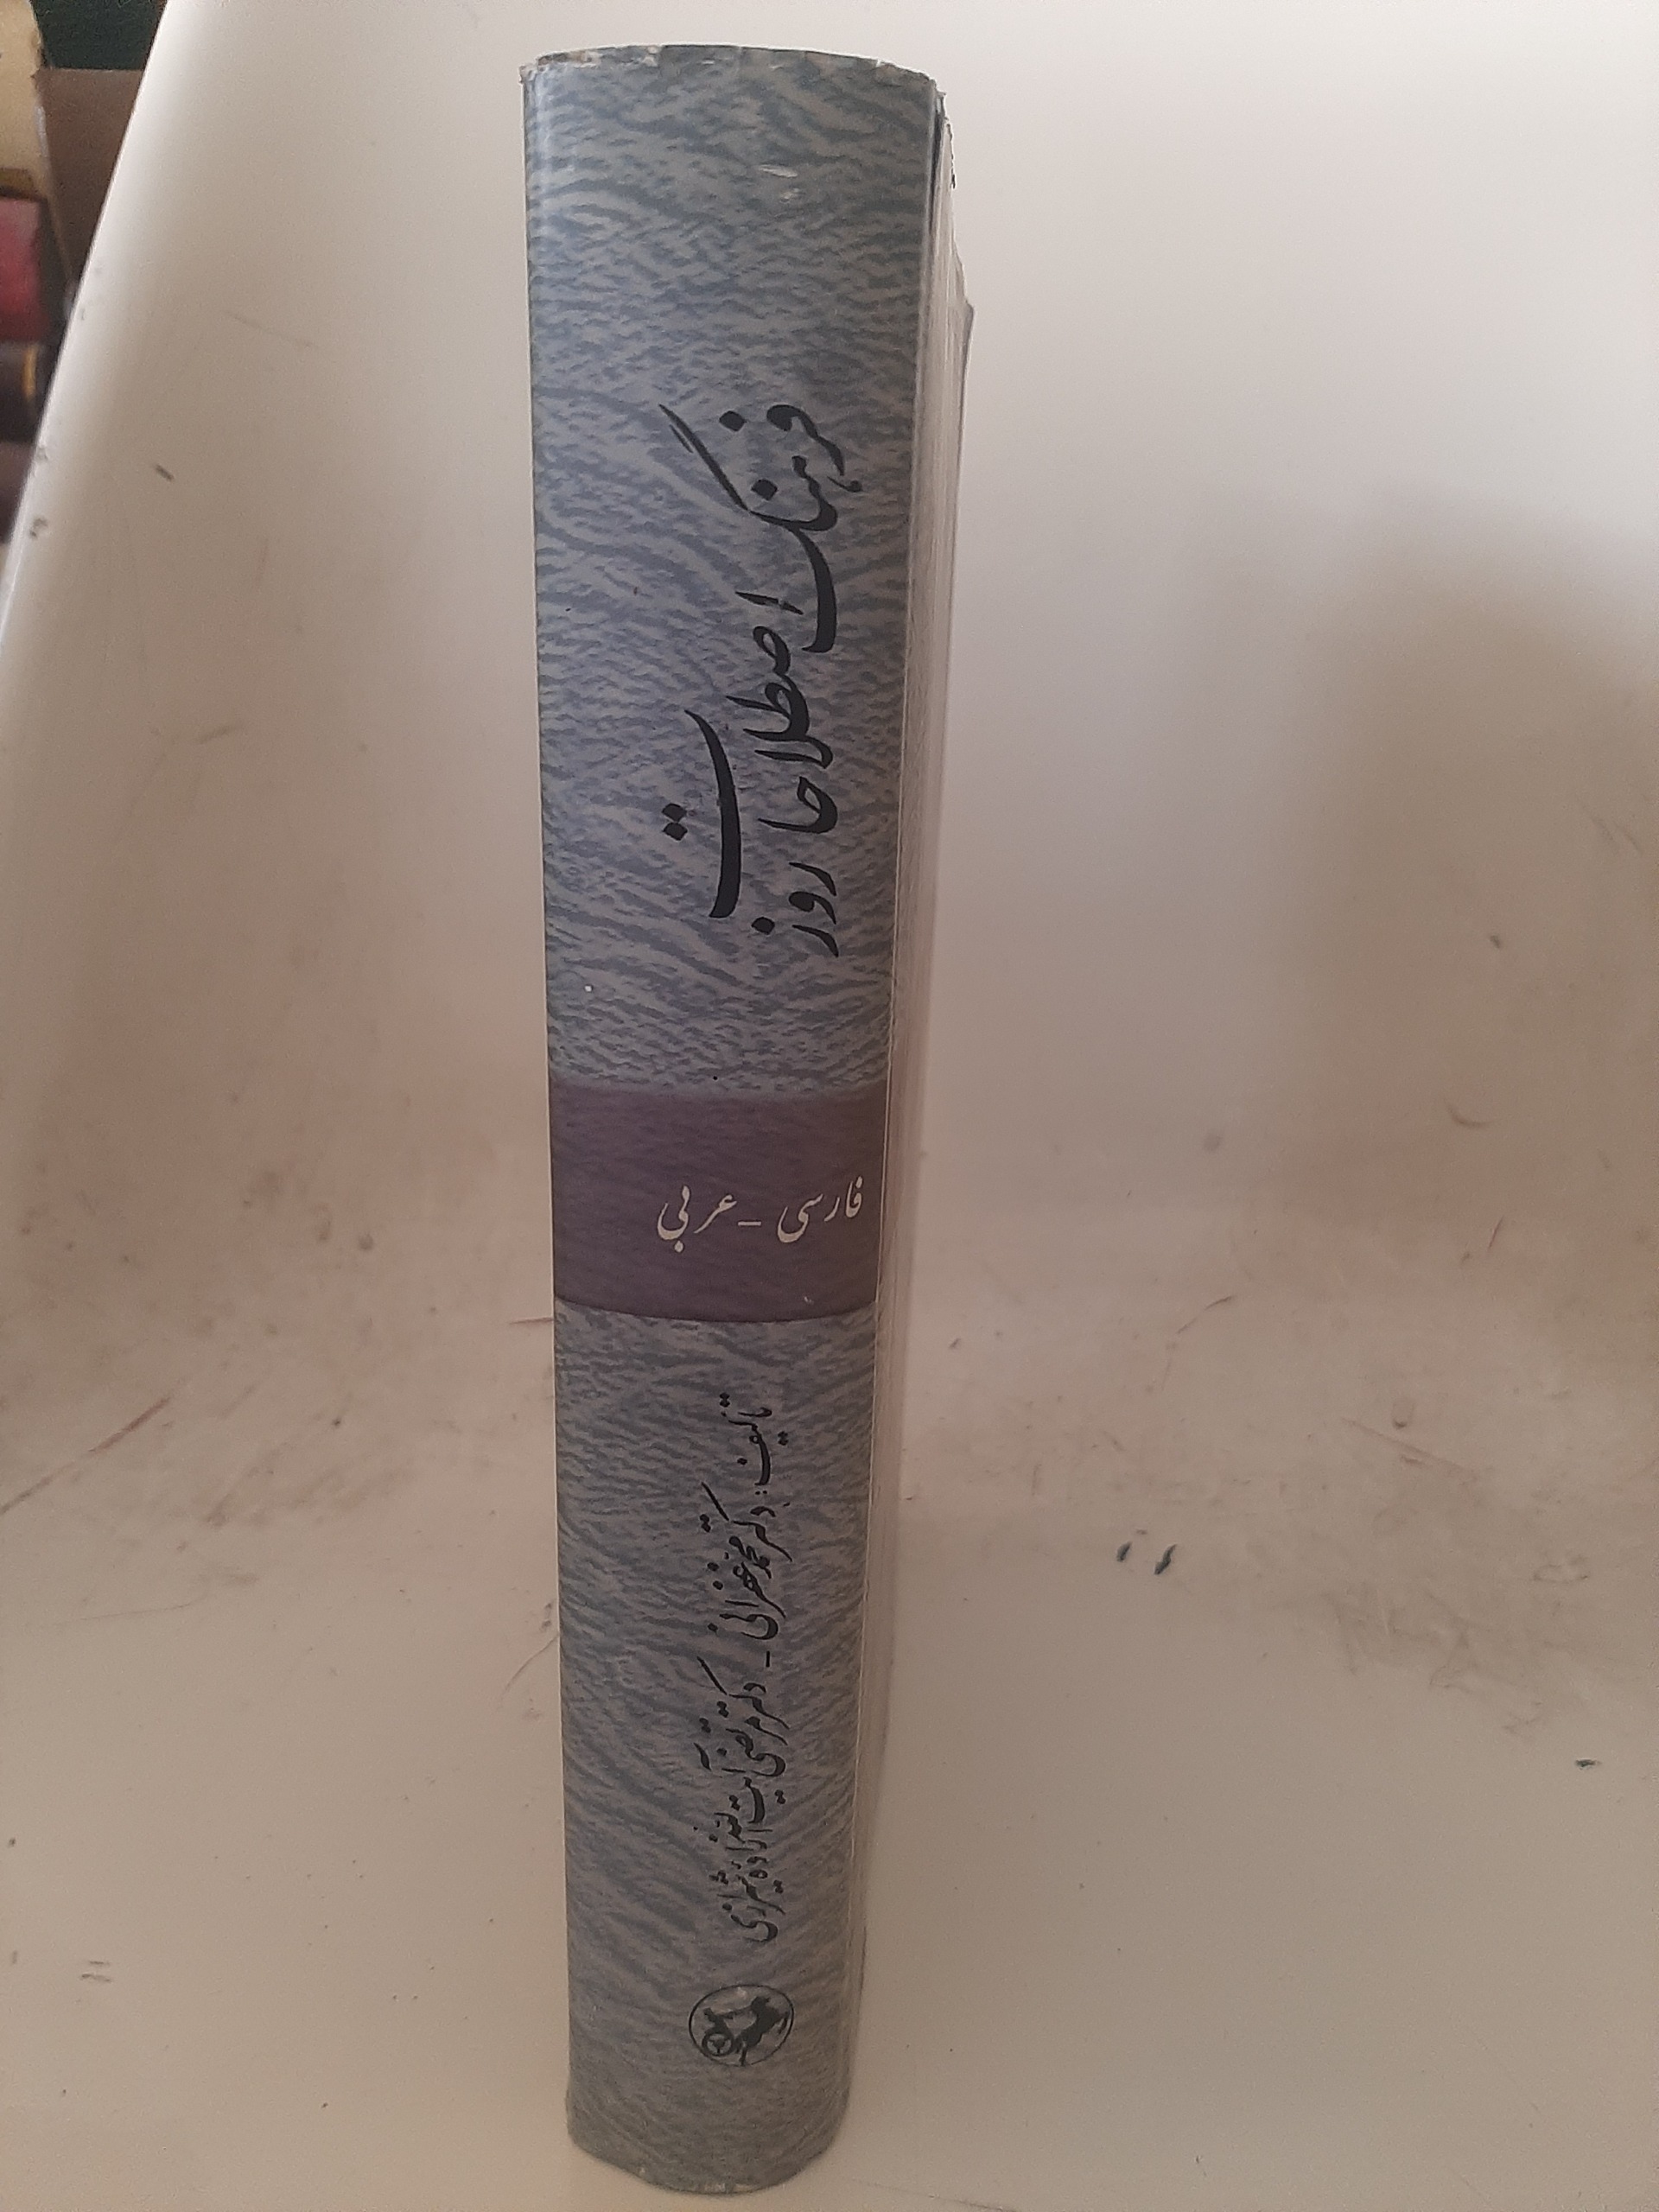 فرهنگ اصطلاحات روز
فارسی - عربی
تألیف: دکتر محمد غفرانی - دکتر مرتضی آیت الله زاده شیرازی